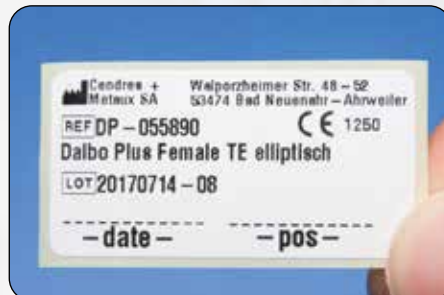 Cendres + Walporzheimer Str. 48 – 52
Metaux SA 53474 Bad Neuenahr – Ahrweiler
REF DP – 055890 CE 1250
Dalbo Plus Female TE elliptisch
LOT 20170714 – 08
– date – – pos –